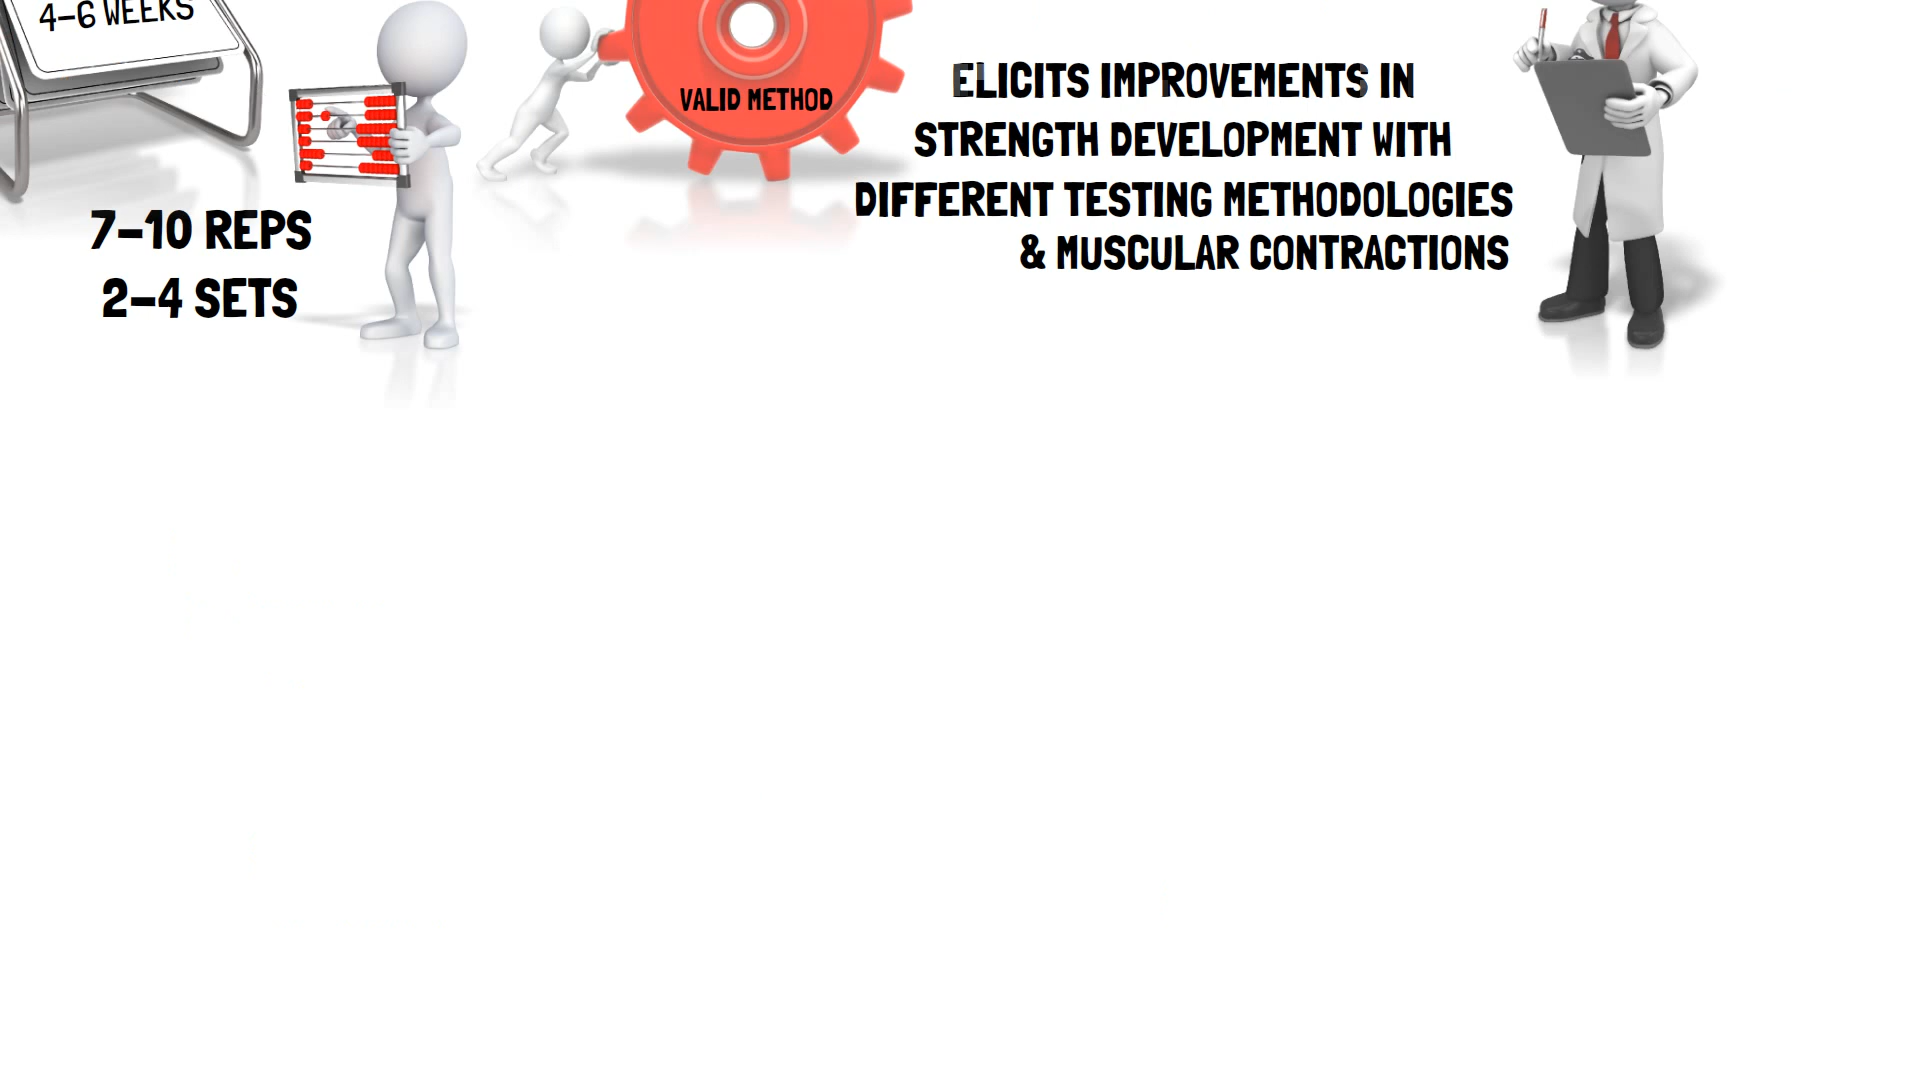 4-6 WEEKS
7-10 REPS
2-4 SETS
VALID METHOD
ELICITS IMPROVEMENTS IN
STRENGTH DEVELOPMENT WITH
DIFFERENT TESTING METHODOLOGIES
& MUSCULAR CONTRACTIONS